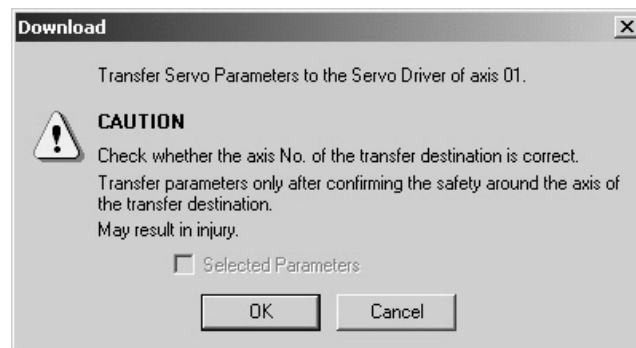 Download
Transfer Servo Parameters to the Servo Driver of axis 01.
CAUTION
Check whether the axis No. of the transfer destination is correct.
Transfer parameters only after confirming the safety around the axis of
the transfer destination.
May result in injury.
Selected Parameters
OK
Cancel